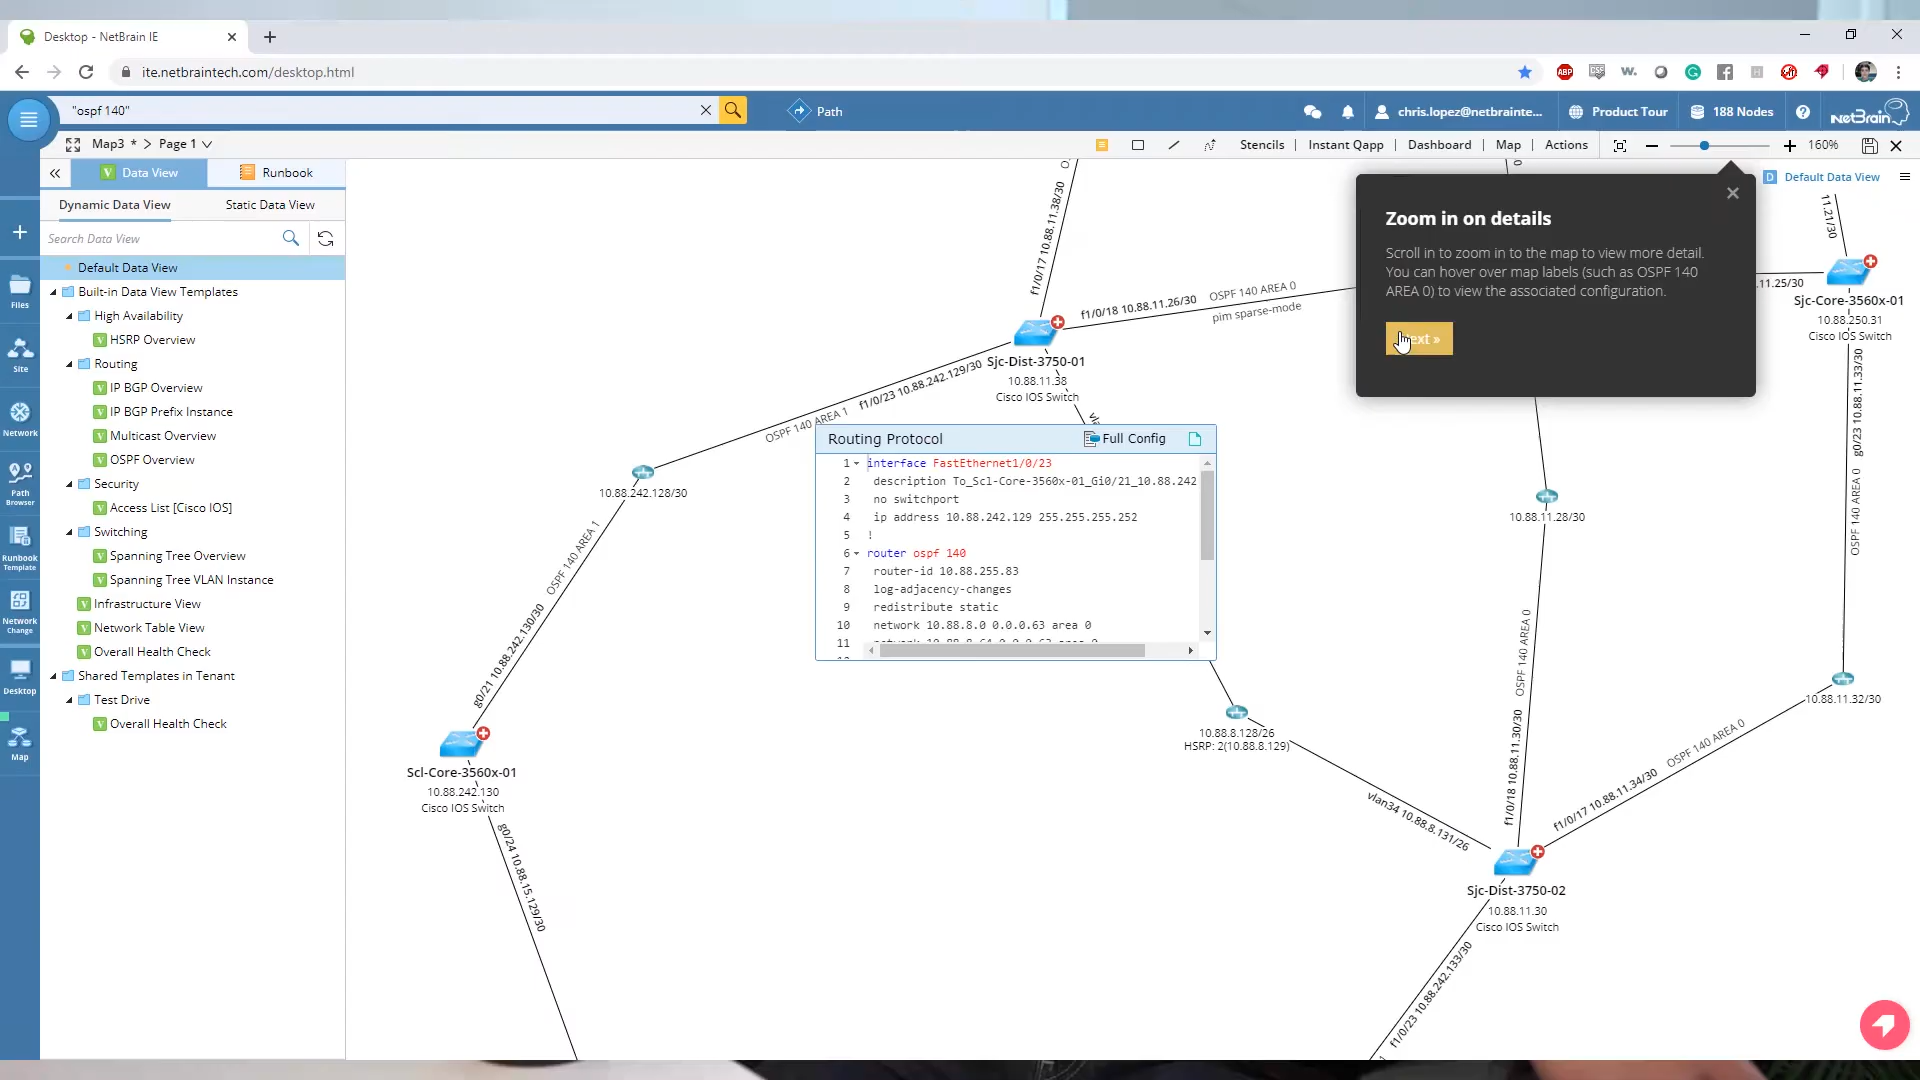 Desktop - NetBrain IE
ite.netbraintech.com/desktop.html
ABP
"ospf 140"
Path
chris.lopez@netbrainte...
Product Tour
188 Nodes
NetBrain
Map3 * > Page 1
Stencils
Instant Qapp
Dashboard
Map
Actions
160%
Data View
Runbook
Dynamic Data View
Static Data View
Search Data View
Default Data View
Built-in Data View Templates
High Availability
HSRP Overview
Routing
IP BGP Overview
IP BGP Prefix Instance
Multicast Overview
OSPF Overview
Security
Access List [Cisco IOS]
Switching
Spanning Tree Overview
Spanning Tree VLAN Instance
Infrastructure View
Network Table View
Overall Health Check
Shared Templates in Tenant
Test Drive
Overall Health Check
Files
Site
Network
Path
Browser
Runbook
Template
Network
Change
Desktop
Map
Default Data View
Zoom in on details
Scroll in to zoom in to the map to view more detail.
You can hover over map labels (such as OSPF 140
AREA 0) to view the associated configuration.
f1/0/17 10.88.11.38/30
f1/0/18 10.88.11.26/30
OSPF 140 AREA 0
pim sparse-mode
Sjc-Dist-3750-01
10.88.11.38
Cisco IOS Switch
f1/0/23 10.88.242.129/30
OSPF 140 AREA 1
10.88.242.128/30
OSPF 140 AREA 1
g0/21 10.88.242.130/30
Scl-Core-3560x-01
10.88.242.130
Cisco IOS Switch
g0/24 10.88.15.129/30
Routing Protocol
Full Config
1 interface FastEthernet1/0/23
2 description To_Scl-Core-3560x-01_Gi0/21_10.88.242
3 no switchport
4 ip address 10.88.242.129 255.255.255.252
5 !
6 router ospf 140
7 router-id 10.88.255.83
8 log-adjacency-changes
9 redistribute static
10 network 10.88.8.0 0.0.0.63 area 0
11
10.88.8.128/26
HSRP: 2(10.88.8.129)
vlan34 10.88.8.131/26
10.88.11.28/30
OSPF 140 AREA 0
f1/0/18 10.88.11.30/30
Sjc-Dist-3750-02
10.88.11.30
Cisco IOS Switch
f1/0/23 10.88.242.133/30
f1/0/17 10.88.11.34/30
OSPF 140 AREA 0
10.88.11.32/30
OSPF 140 AREA 0
g0/23 10.88.11.33/30
11.21/30
.11.25/30
Sjc-Core-3560x-01
10.88.250.31
Cisco IOS Switch